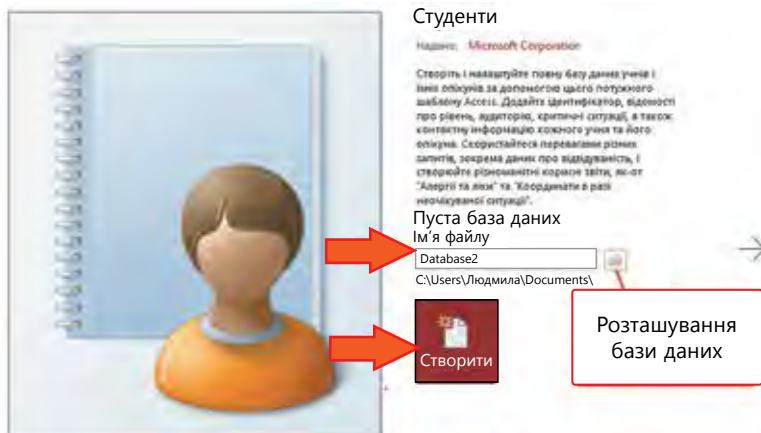 Студенти
Надано: Microsoft Corporation
Створіть і налаштуйте повну базу даних учнів і
їхніх опікунів за допомогою цього потужного
шаблону Access. Додайте ідентифікатор, відомості
про рівень, аудиторію, критичні ситуації, а також
контактну інформацію кожного учня та його
опікуна. Скористайтеся перевагами різних
запитів, зокрема даних про відвідуваність, і
створюйте різноманітні корисні звіти, як-от
"Алергії та ліки" та "Координати в разі
неочікуваної ситуації".
Пуста база даних
Ім'я файлу
Database2
C:\Users\Людмила\Documents\
Створити
Розташування
бази даних